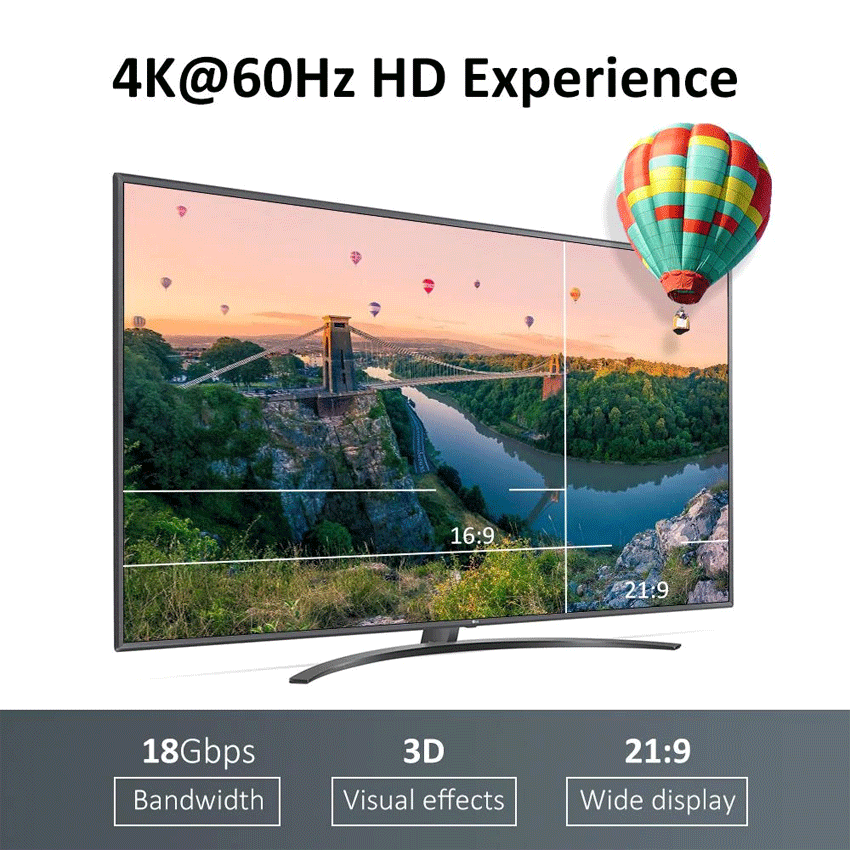 4K@60Hz HD Experience
16:9
21:9
18Gbps
Bandwidth
3D
Visual effects
21:9
Wide display